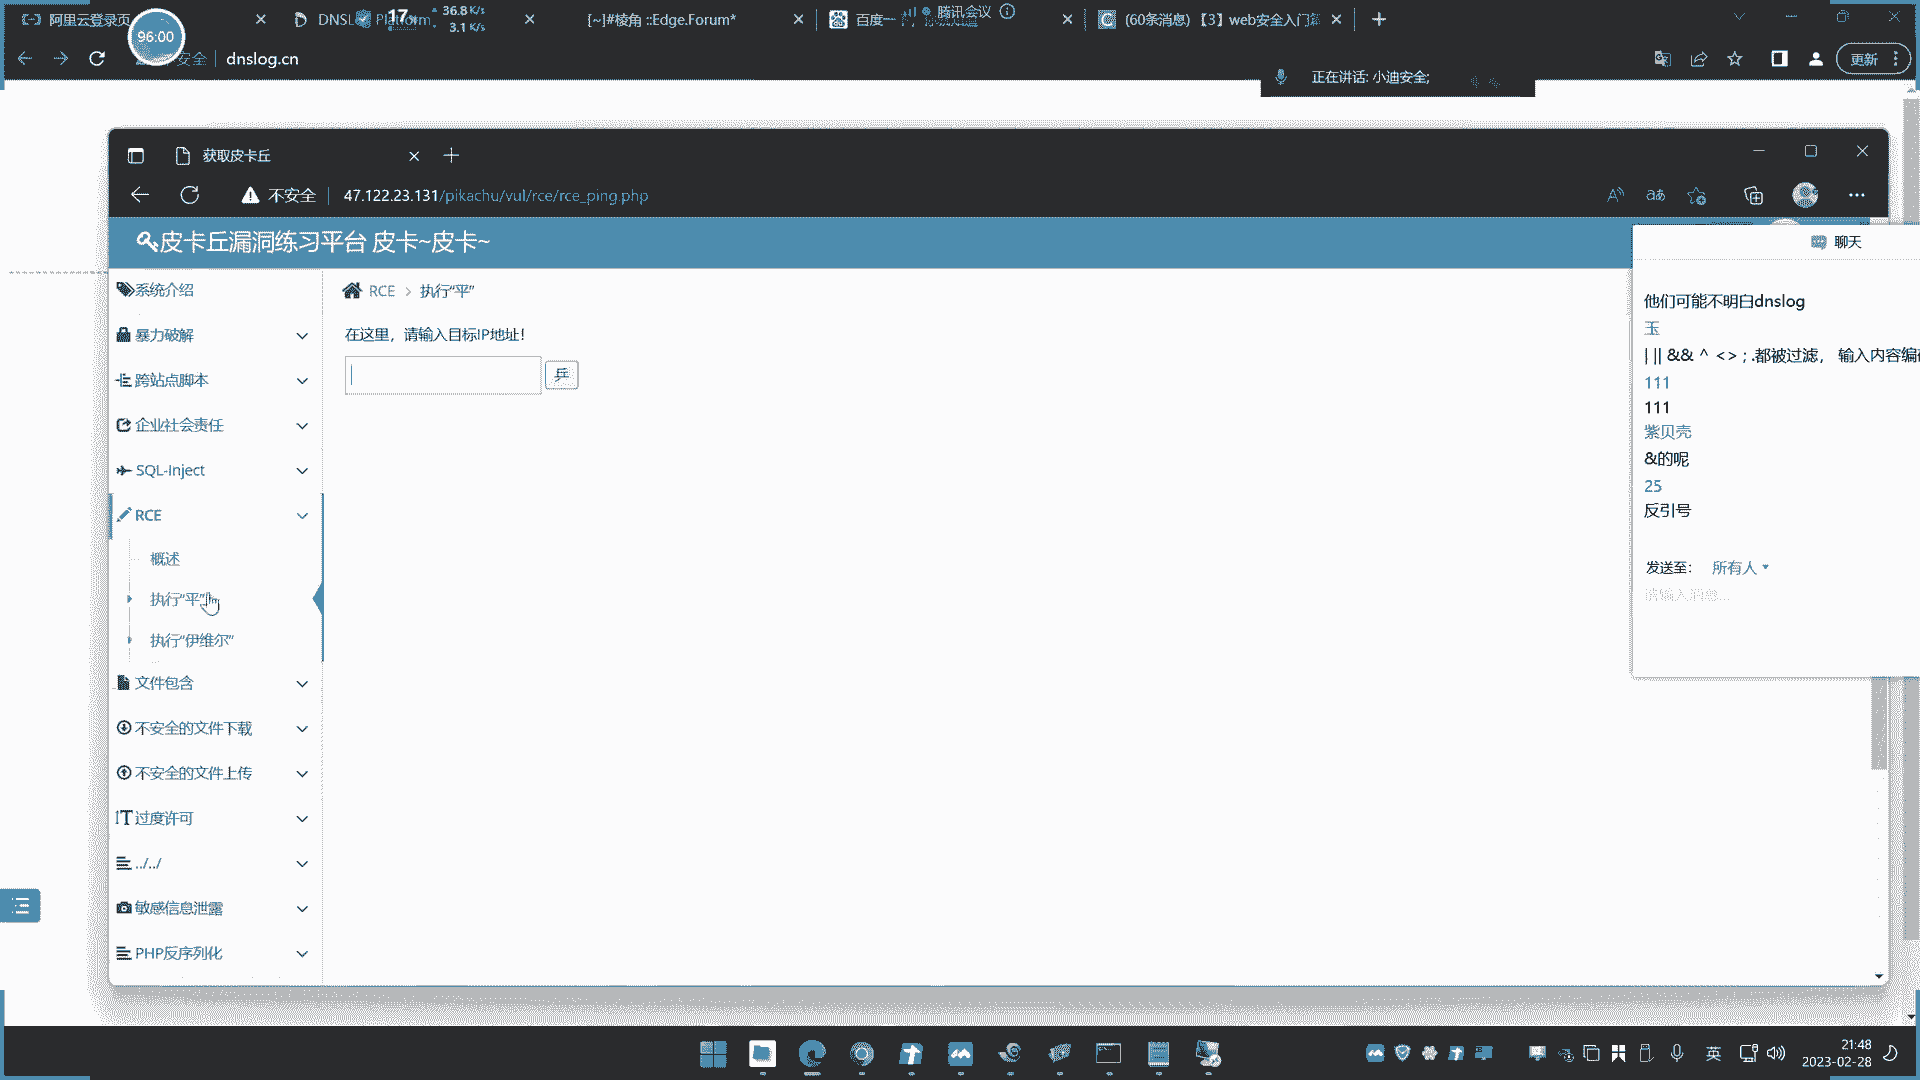 阿里云登录页
DNSL
Platform
17
36.8 K/s
3.1 K/s
[~]#棱角 ::Edge.Forum*
百度一
腾讯会议
(60条消息) 【3】web安全入门篇
96:00
安全
dnslog.cn
更新
正在讲话: 小迪安全;
获取皮卡丘
不安全
47.122.23.131/pikachu/vul/rce/rce_ping.php
皮卡丘漏洞练习平台 皮卡~皮卡~
系统介绍
暴力破解
跨站点脚本
企业社会责任
SQL-Inject
RCE
概述
执行“平”
执行“伊维尔”
文件包含
不安全的文件下载
不安全的文件上传
过度许可
../../
敏感信息泄露
PHP反序列化
RCE > 执行“平”
在这里，请输入目标IP地址!
乒
聊天
他们可能不明白dnslog
玉
| || && ^ <> ; .都被过滤， 输入内容编
111
111
紫贝壳
&的呢
25
反引号
发送至:
所有人
请输入消息...
英
21:48
2023-02-28